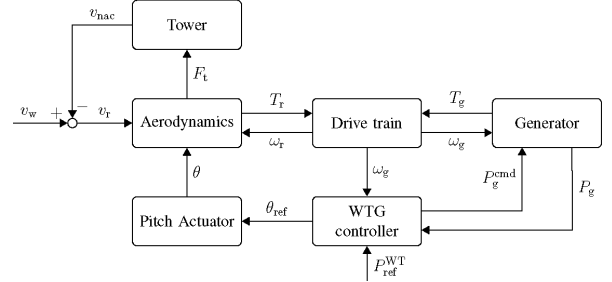 v_nac
Tower
F_t
v_w + − v_r
Aerodynamics
T_r
ω_r
Drive train
T_g
ω_g
Generator
θ
ω_g
P_g^cmd
P_g
Pitch Actuator
θ_ref
WTG
controller
P_ref^WT